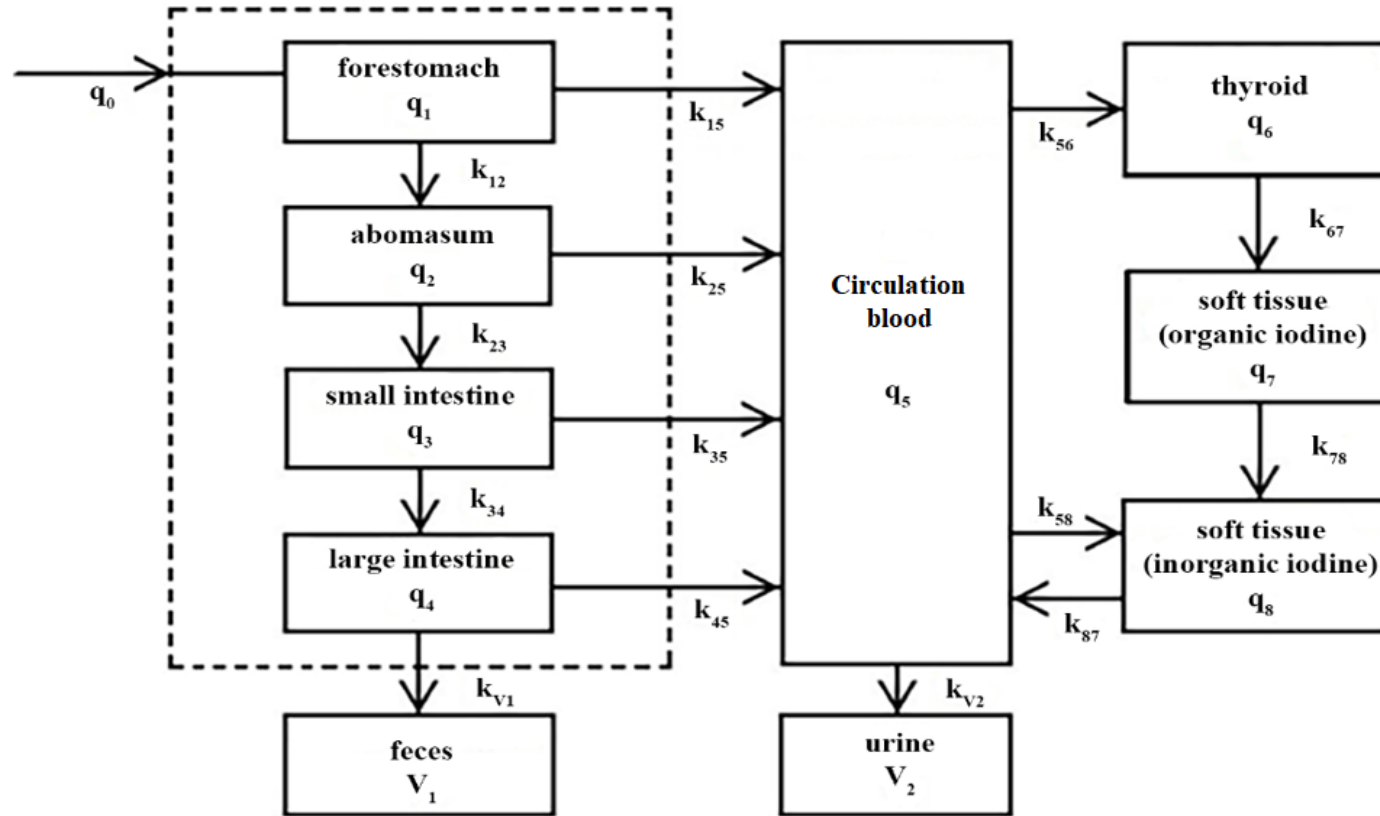 q₀
forestomach
q₁
k₁₅
k₁₂
abomasum
q₂
k₂₅
k₂₃
small intestine
q₃
k₃₅
k₃₄
large intestine
q₄
k₄₅
kᵥ₁
feces
V₁
Circulation
blood
q₅
kᵥ₂
urine
V₂
k₅₆
thyroid
q₆
k₆₇
soft tissue
(organic iodine)
q₇
k₇₈
k₅₈
soft tissue
(inorganic iodine)
q₈
k₈₇